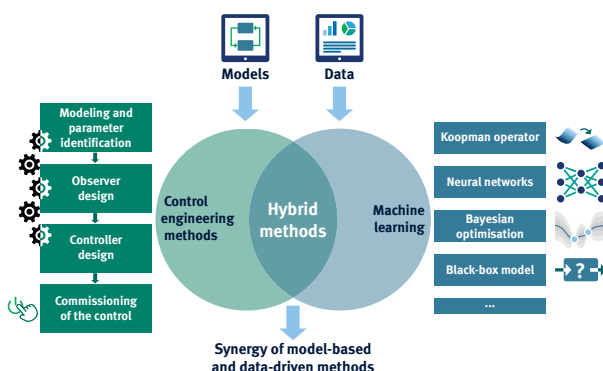 Models
Data
Modeling and
parameter
identification
Observer
design
Controller
design
Commissioning
of the control
Control
engineering
methods
Hybrid
methods
Machine
learning
Koopman operator
Neural networks
Bayesian
optimisation
Black-box model
?
...
Synergy of model-based
and data-driven methods